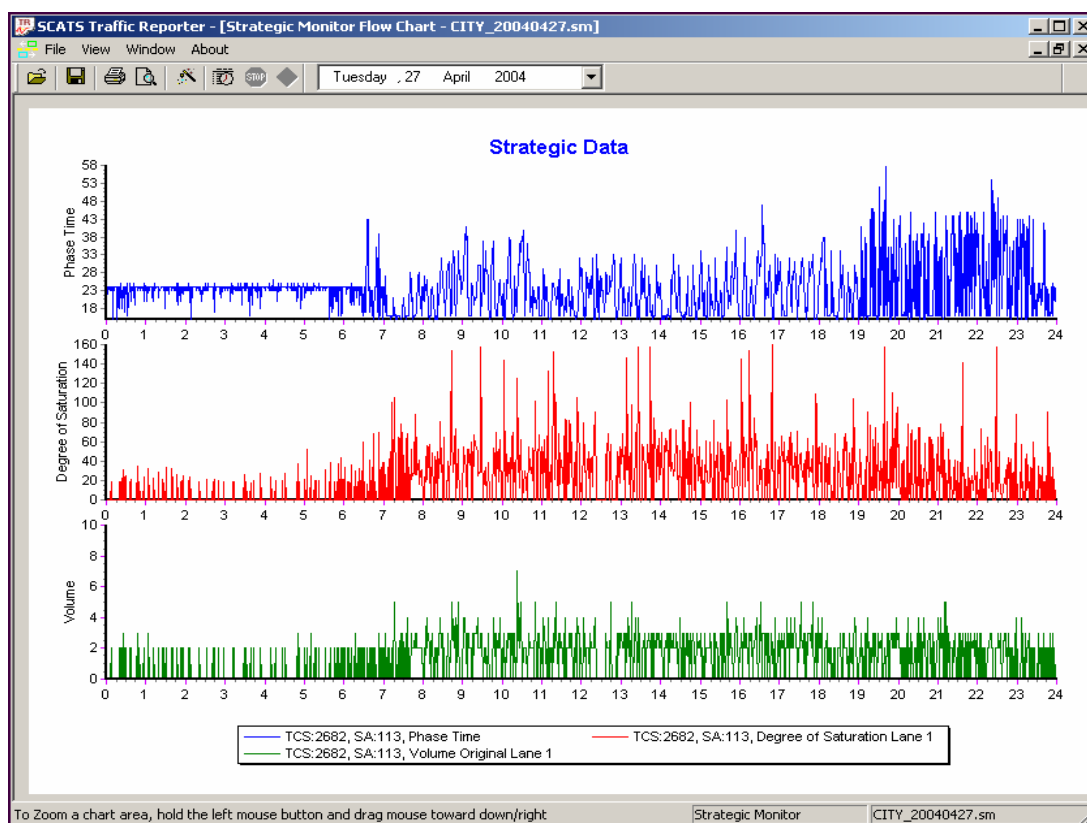 SCATS Traffic Reporter - [Strategic Monitor Flow Chart - CITY_20040427.sm]
File View Window About
STOP
Tuesday , 27 April 2004
Strategic Data
58
53
48
43
38
33
28
23
18
Phase Time
0 1 2 3 4 5 6 7 8 9 10 11 12 13 14 15 16 17 18 19 20 21 22 23 24
160
140
120
100
80
60
40
20
0
Degree of Saturation
0 1 2 3 4 5 6 7 8 9 10 11 12 13 14 15 16 17 18 19 20 21 22 23 24
10
8
6
4
2
0
Volume
0 1 2 3 4 5 6 7 8 9 10 11 12 13 14 15 16 17 18 19 20 21 22 23 24
TCS:2682, SA:113, Phase Time TCS:2682, SA:113, Degree of Saturation Lane 1
TCS:2682, SA:113, Volume Original Lane 1
To Zoom a chart area, hold the left mouse button and drag mouse toward down/right Strategic Monitor CITY_20040427.sm